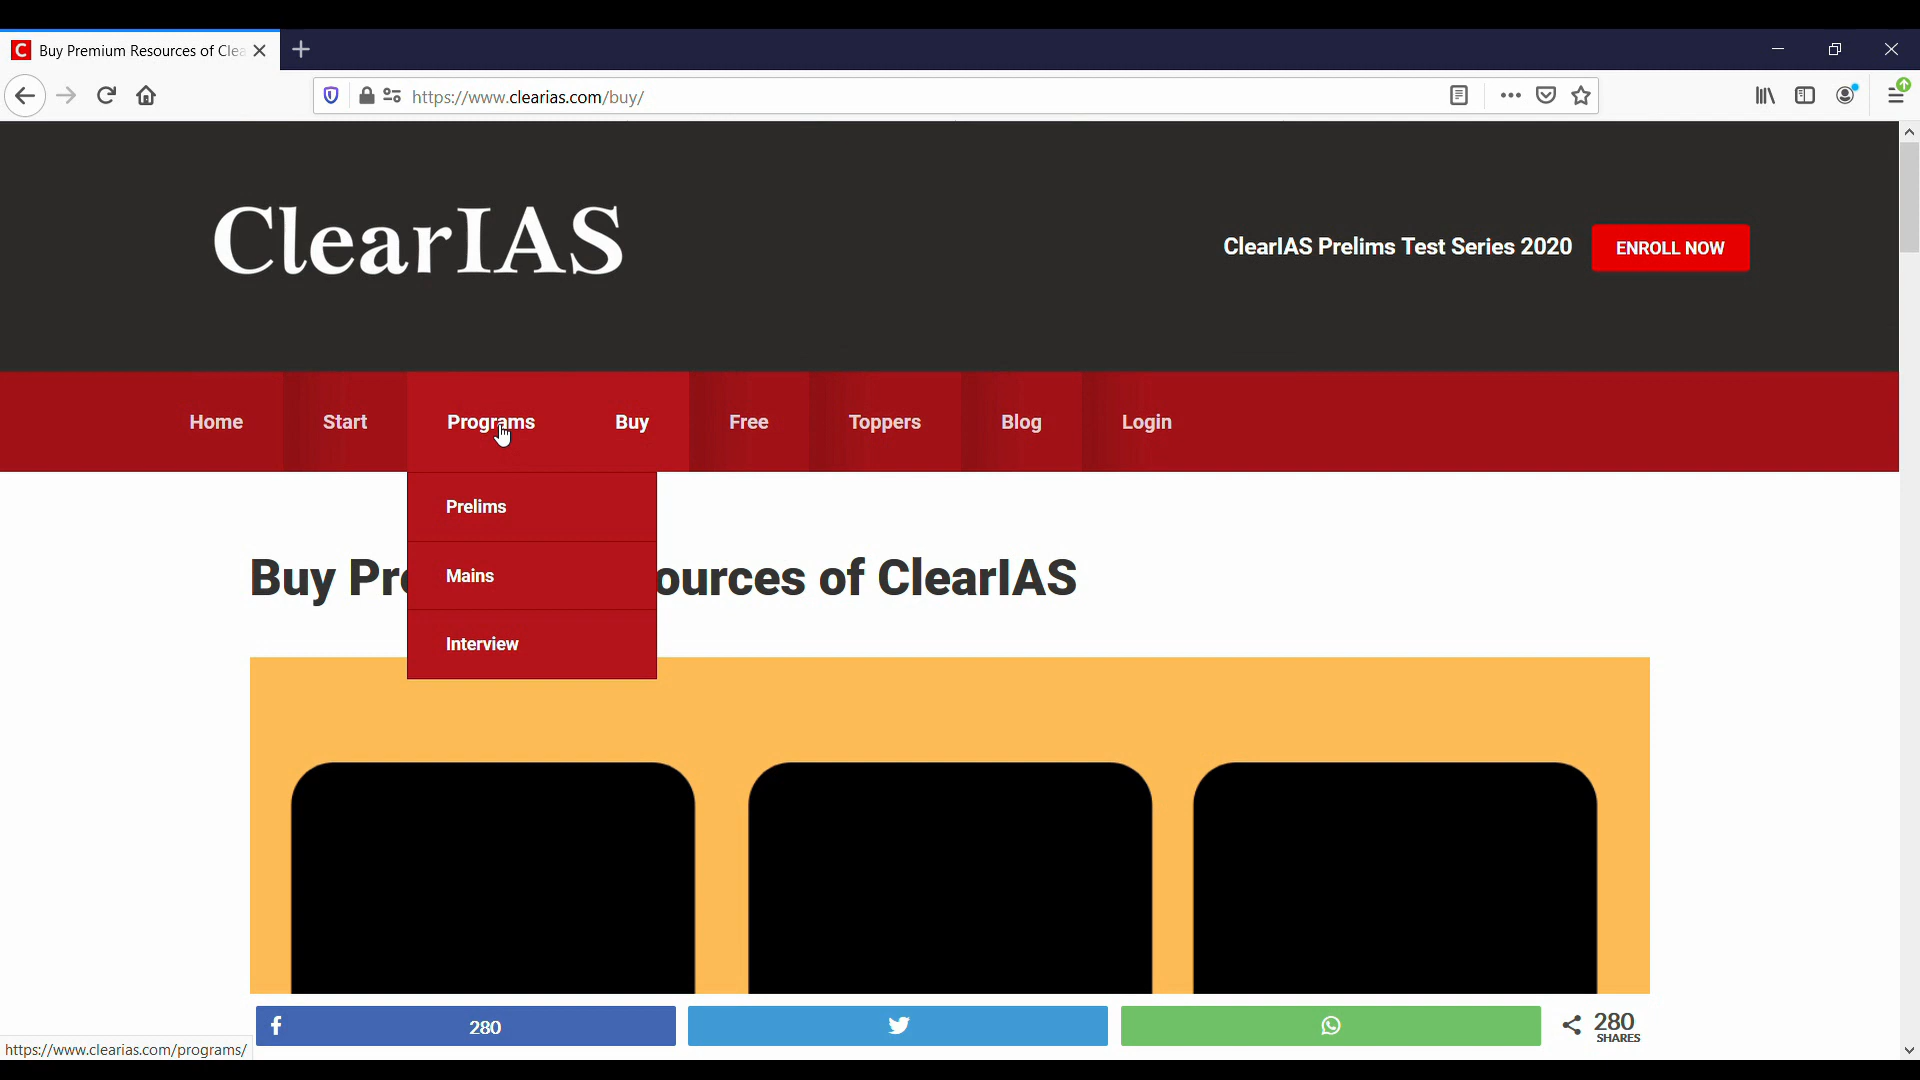 Buy Premium Resources of Clea
https://www.clearias.com/buy/
ClearIAS
ClearIAS Prelims Test Series 2020
ENROLL NOW
Home
Start
Programs
Buy
Free
Toppers
Blog
Login
Prelims
Mains
Interview
Buy Pre ources of ClearIAS
280
280
SHARES
https://www.clearias.com/programs/